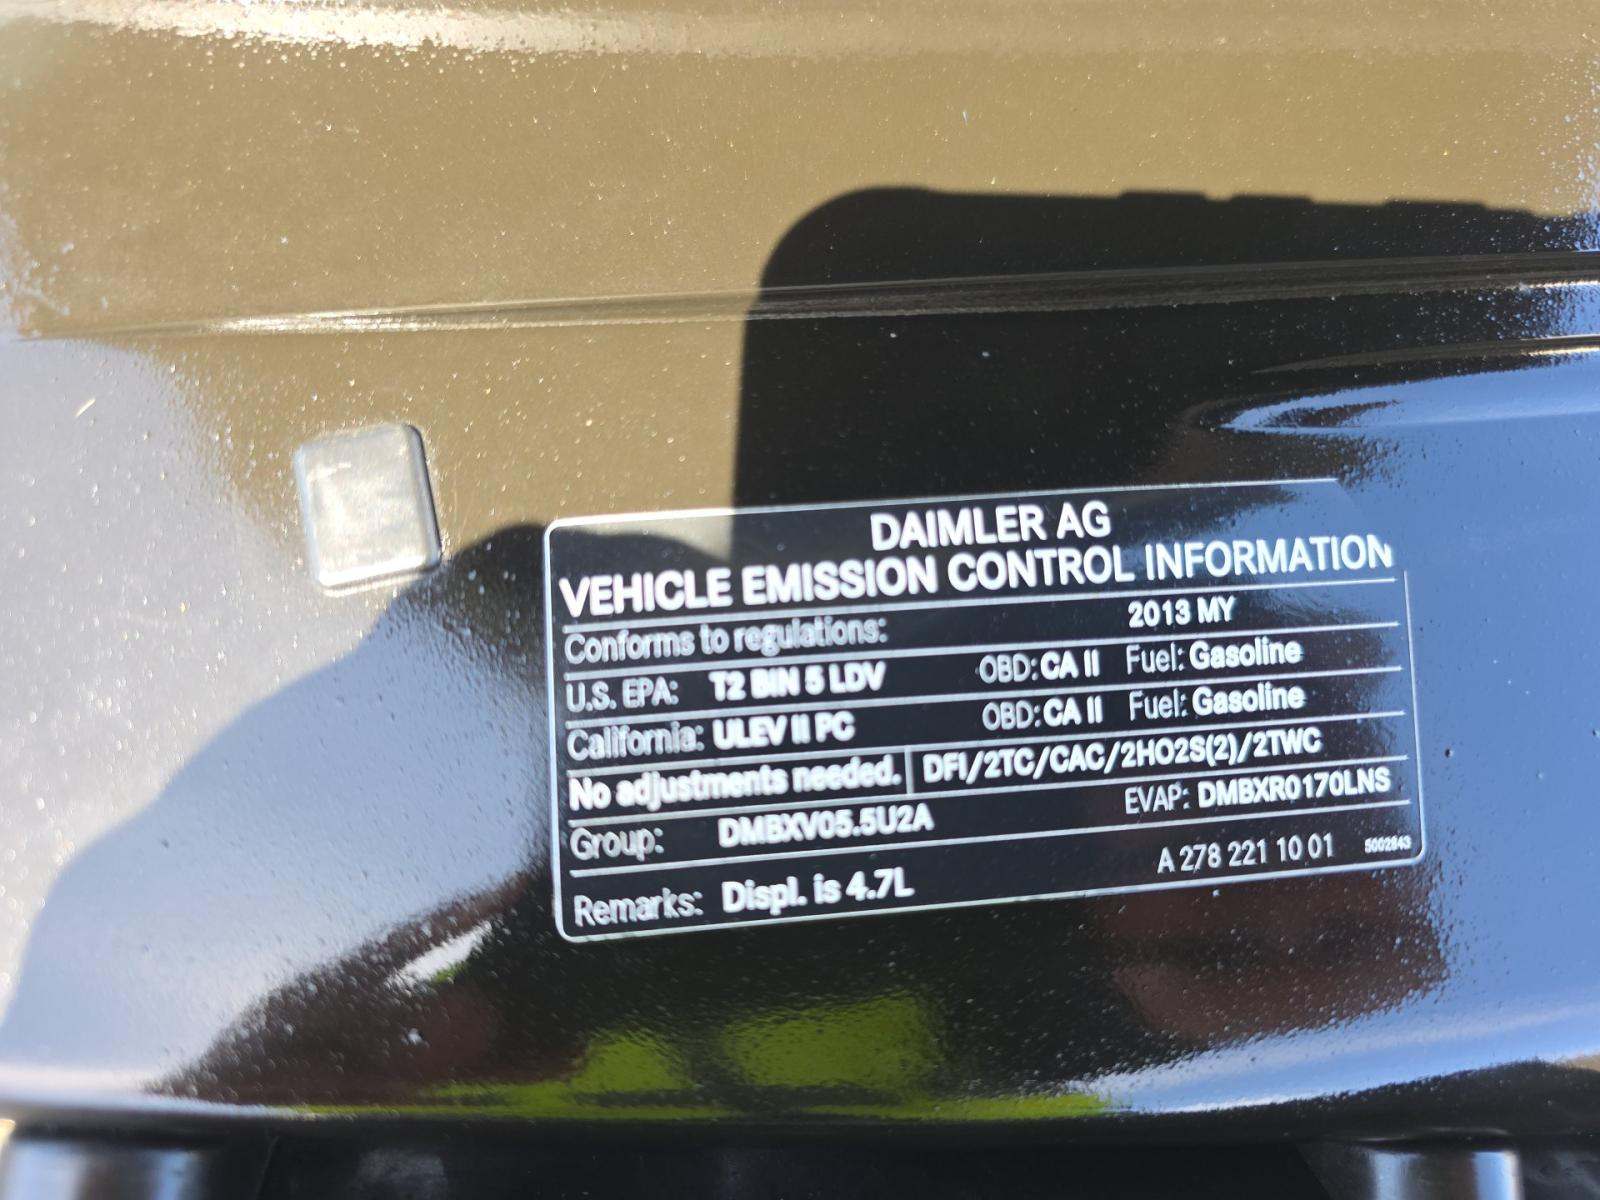 DAIMLER AG
VEHICLE EMISSION CONTROL INFORMATION
Conforms to regulations: 2013 MY
U.S. EPA: T2 BIN 5 LDV OBD: CA II Fuel: Gasoline
California: ULEV II PC OBD: CA II Fuel: Gasoline
No adjustments needed. DFI/2TC/CAC/2HO2S(2)/2TWC
Group: DMBXV05.5U2A EVAP: DMBXR0170LNS
Remarks: Displ. is 4.7L A 278 221 10 01 5002843